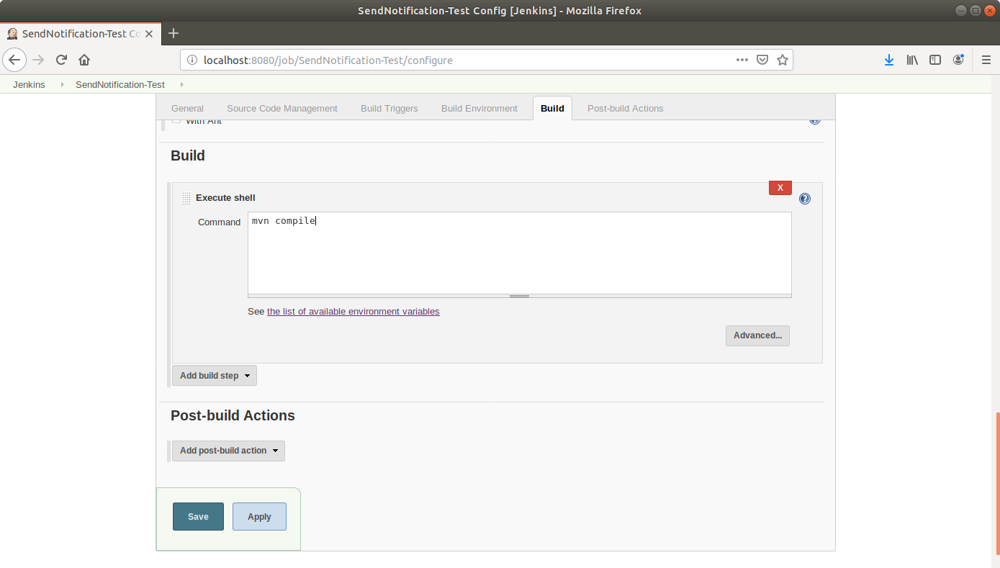 SendNotification-Test Config [Jenkins] - Mozilla Firefox
SendNotification-Test Co
localhost:8080/job/SendNotification-Test/configure
Jenkins SendNotification-Test
General Source Code Management Build Triggers Build Environment Build Post-build Actions
With Ant
Build
X
Execute shell
Command mvn compile
See the list of available environment variables
Advanced...
Add build step
Post-build Actions
Add post-build action
Save Apply